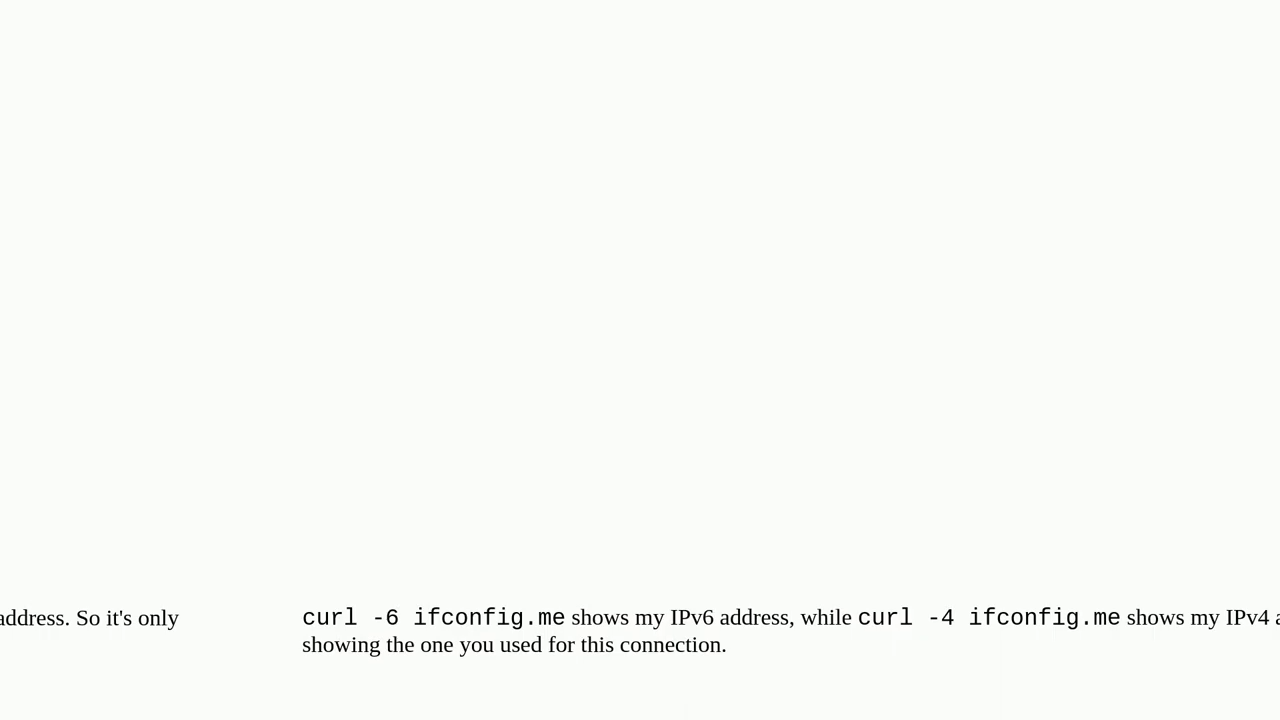 address. So it's only
curl -6 ifconfig.me shows my IPv6 address, while curl -4 ifconfig.me shows my IPv4
showing the one you used for this connection.